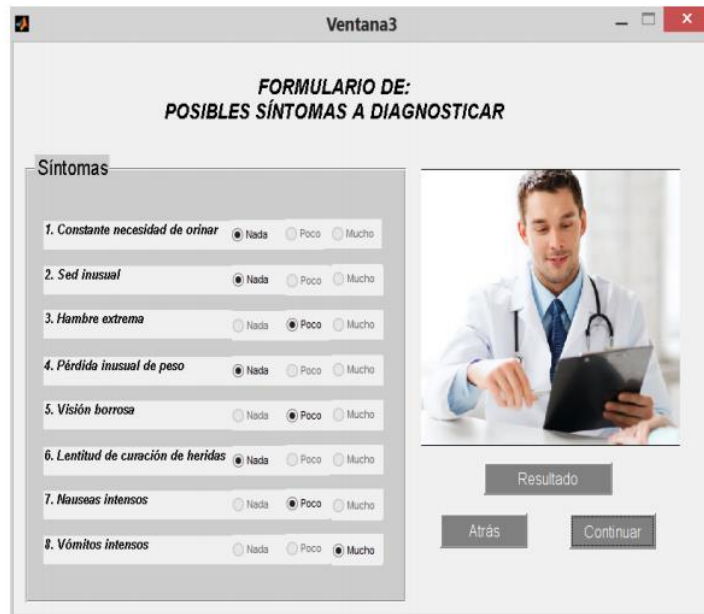 Ventana3
FORMULARIO DE:
POSIBLES SÍNTOMAS A DIAGNOSTICAR
Síntomas
1. Constante necesidad de orinar Nada Poco Mucho
2. Sed inusual Nada Poco Mucho
3. Hambre extrema Nada Poco Mucho
4. Pérdida inusual de peso Nada Poco Mucho
5. Visión borrosa Nada Poco Mucho
6. Lentitud de curación de heridas Nada Poco Mucho
7. Nauseas intensos Nada Poco Mucho
8. Vómitos intensos Nada Poco Mucho
Resultado
Atrás Continuar